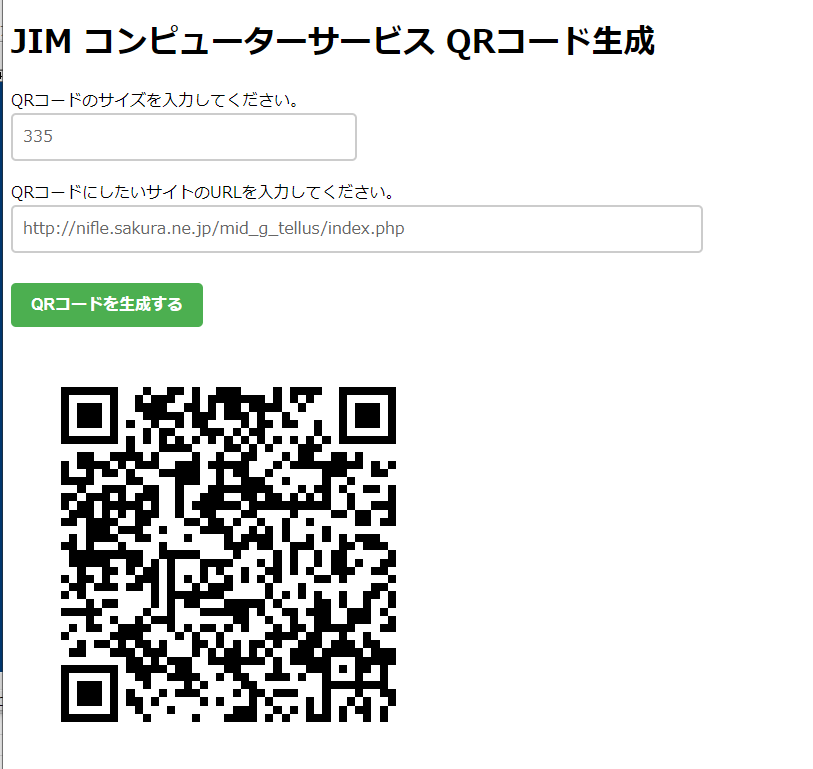 JIM コンピューターサービス QRコード生成
QRコードのサイズを入力してください。
335
QRコードにしたいサイトのURLを入力してください。
http://nifle.sakura.ne.jp/mid_g_tellus/index.php
QRコードを生成する